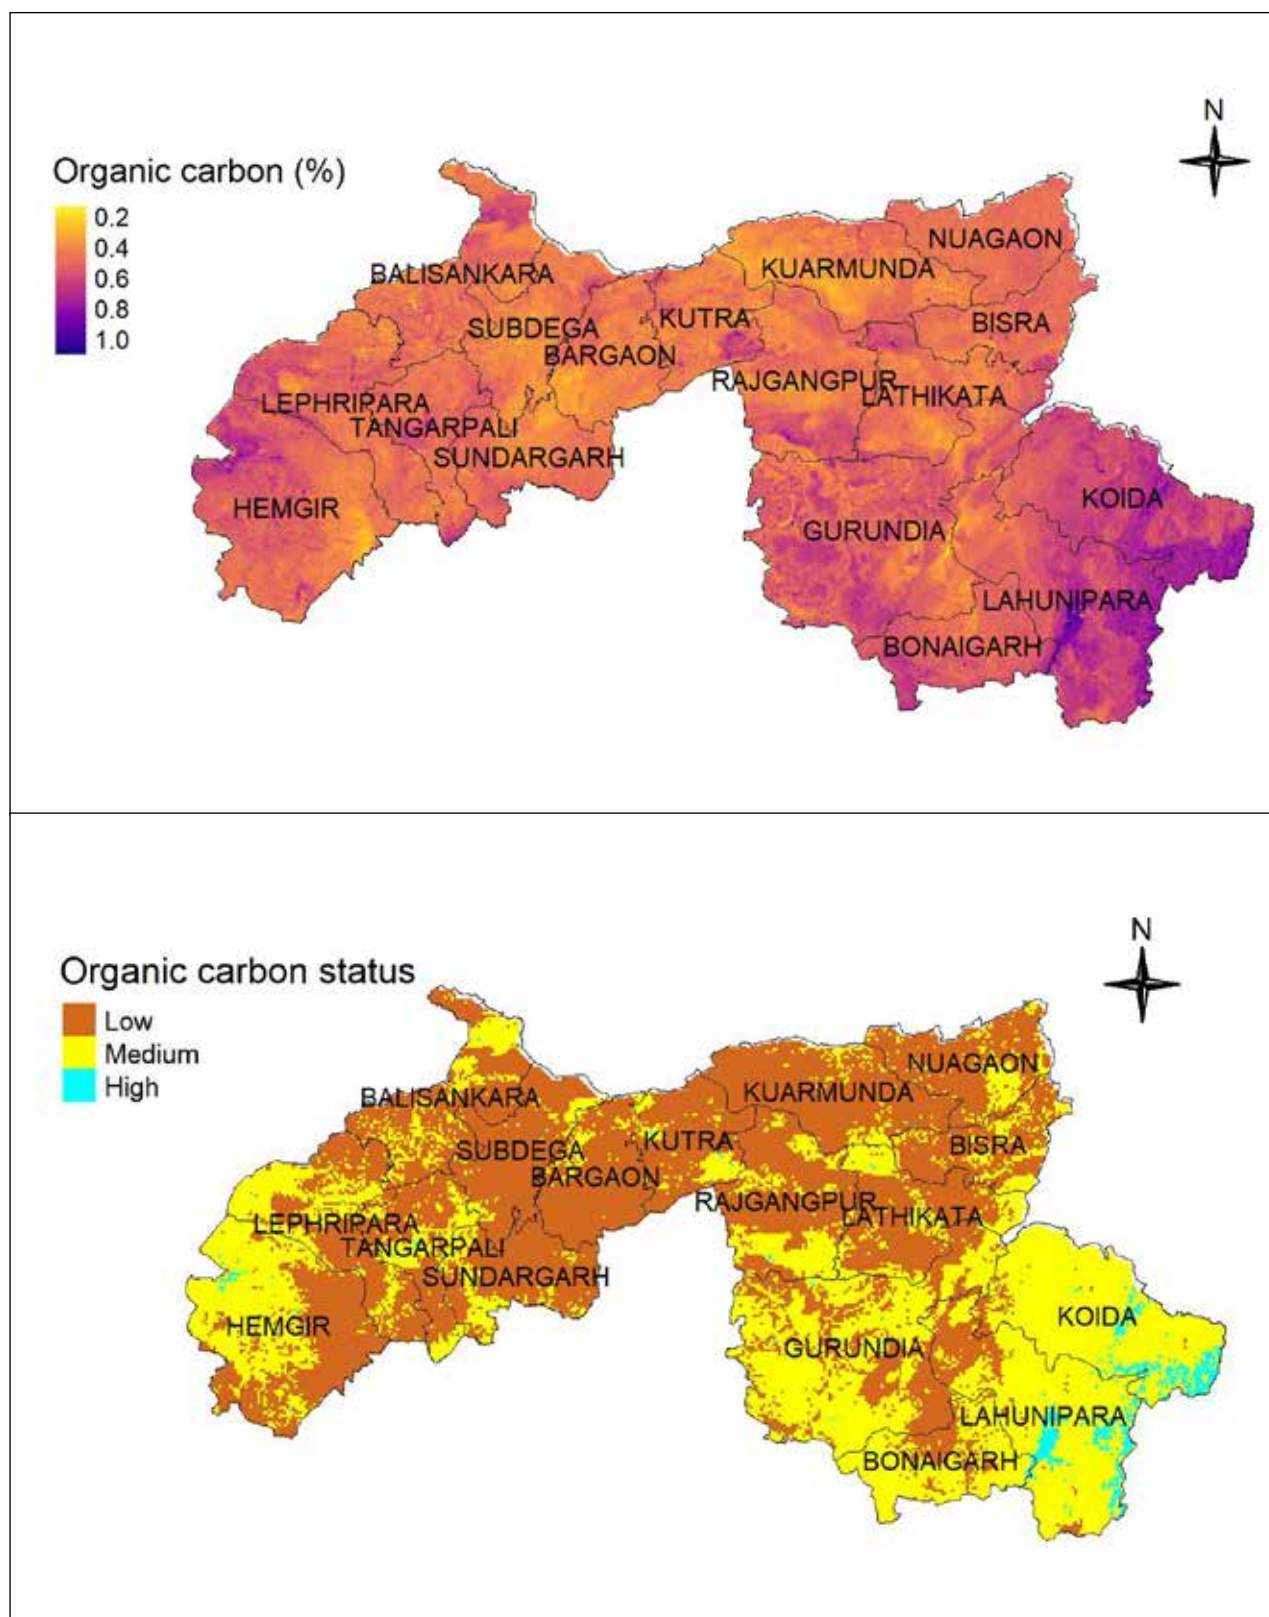 N
Organic carbon (%)
0.2
0.4
0.6
0.8
1.0
NUAGAON
BALISANKARA
KUARMUNDA
SUBDEGA
KUTRA
BISRA
BARGAON
RAJGANGPUR
LATHIKATA
LEPHRIPARA
TANGARPALI
SUNDARGARH
HEMGIR
KOIDA
GURUNDIA
LAHUNIPARA
BONAIGARH
N
Organic carbon status
Low
Medium
High
NUAGAON
BALISANKARA
KUARMUNDA
SUBDEGA
KUTRA
BISRA
BARGAON
RAJGANGPUR
LATHIKATA
LEPHRIPARA
TANGARPALI
SUNDARGARH
HEMGIR
KOIDA
GURUNDIA
LAHUNIPARA
BONAIGARH